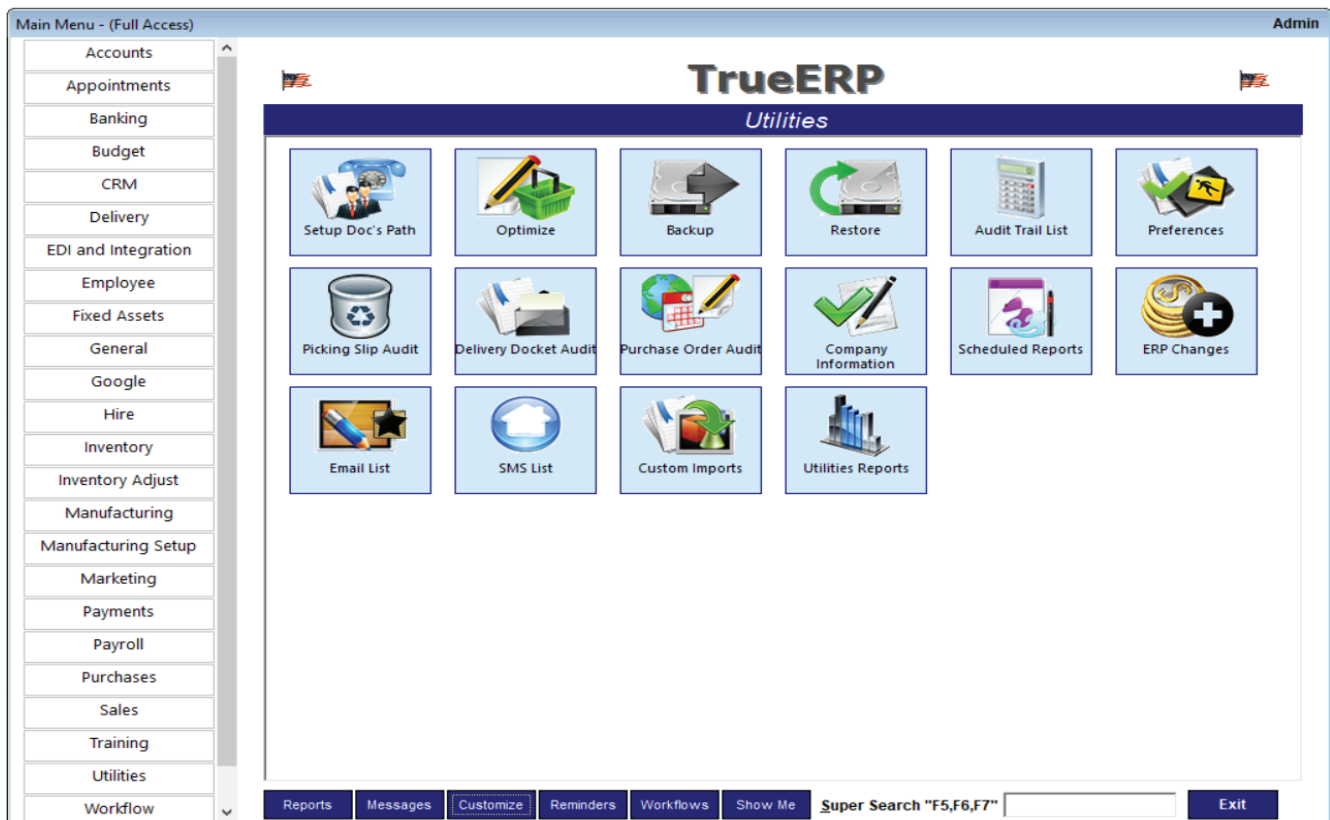 Main Menu - (Full Access)
Admin
Accounts
Appointments
Banking
Budget
CRM
Delivery
EDI and Integration
Employee
Fixed Assets
General
Google
Hire
Inventory
Inventory Adjust
Manufacturing
Manufacturing Setup
Marketing
Payments
Payroll
Purchases
Sales
Training
Utilities
Workflow
TrueERP
Utilities
Setup Doc's Path
Optimize
Backup
Restore
Audit Trail List
Preferences
Picking Slip Audit
Delivery Docket Audit
Purchase Order Audit
Company
Information
Scheduled Reports
ERP Changes
Email List
SMS List
Custom Imports
Utilities Reports
Reports
Messages
Customize
Reminders
Workflows
Show Me
Super Search "F5,F6,F7"
Exit